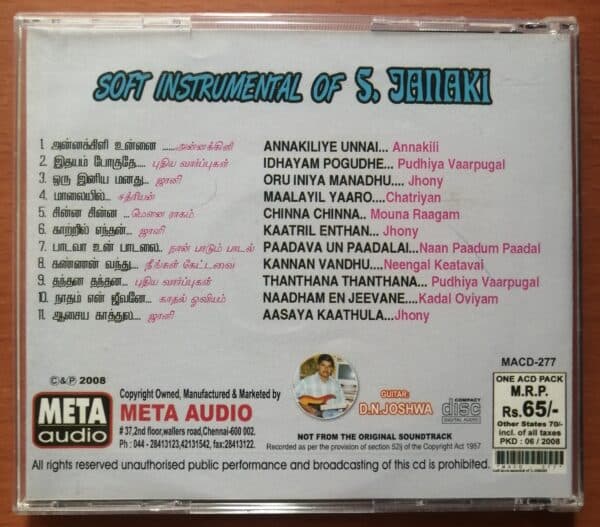 SOFT INSTRUMENTAL OF S. JANAKI
1. அன்னக்கிளி உன்னை .....அன்னக்கிளி ANNAKILIYE UNNAI... Annakili
2. இதயம் போகுதே.... புதிய வார்ப்புகள் IDHAYAM POGUDHE... Pudhiya Vaarpugal
3. ஒரு இனிய மனது... ஜானி ORU INIYA MANADHU.... Jhony
4. மாலையில்... சத்ரியன் MAALAYIL YAARO....Chatriyan
5. சின்ன சின்ன ...மௌன ராகம் CHINNA CHINNA.. Mouna Raagam
6. காற்றில் எந்தன்... ஜானி KAATRIL ENTHAN... Jhony
7. பாடவா உன் பாடலை.. நான் பாடும் பாடல் PAADAVA UN PAADALAI...Naan Paadum Paadal
8. கண்ணன் வந்து... நீங்கள் கேட்டவை KANNAN VANDHU....Neengal Keatavai
9. தந்தன தந்தன... புதிய வார்ப்புகள் THANTHANA THANTHANA... Pudhiya Vaarpugal
10. நாதம் என் ஜீவனே... காதல் ஓவியம் NAADHAM EN JEEVANE....Kadal Oviyam
11. ஆசைய காத்துல... ஜானி AASAYA KAATHULA...Jhony
MACD-277
©&℗ 2008
META
audio
Copyright Owned, Manufactured & Marketed by
META AUDIO
# 37,2nd floor,wallers road,Chennai-600 002.
Ph : 044 - 28413123,42131542, fax:28413122.
GUITAR:
D.N.JOSHWA
COMPACT
disc
DIGITAL AUDIO
NOT FROM THE ORIGINAL SOUNDTRACK
Recorded as per the provision of section 52ij of the Copyright Act 1957
ONE ACD PACK
M.R.P.
Rs.65/-
Other States 70/-
incl. of all taxes
PKD : 06 / 2008
All rights reserved unauthorised public performance and broadcasting of this cd is prohibited.